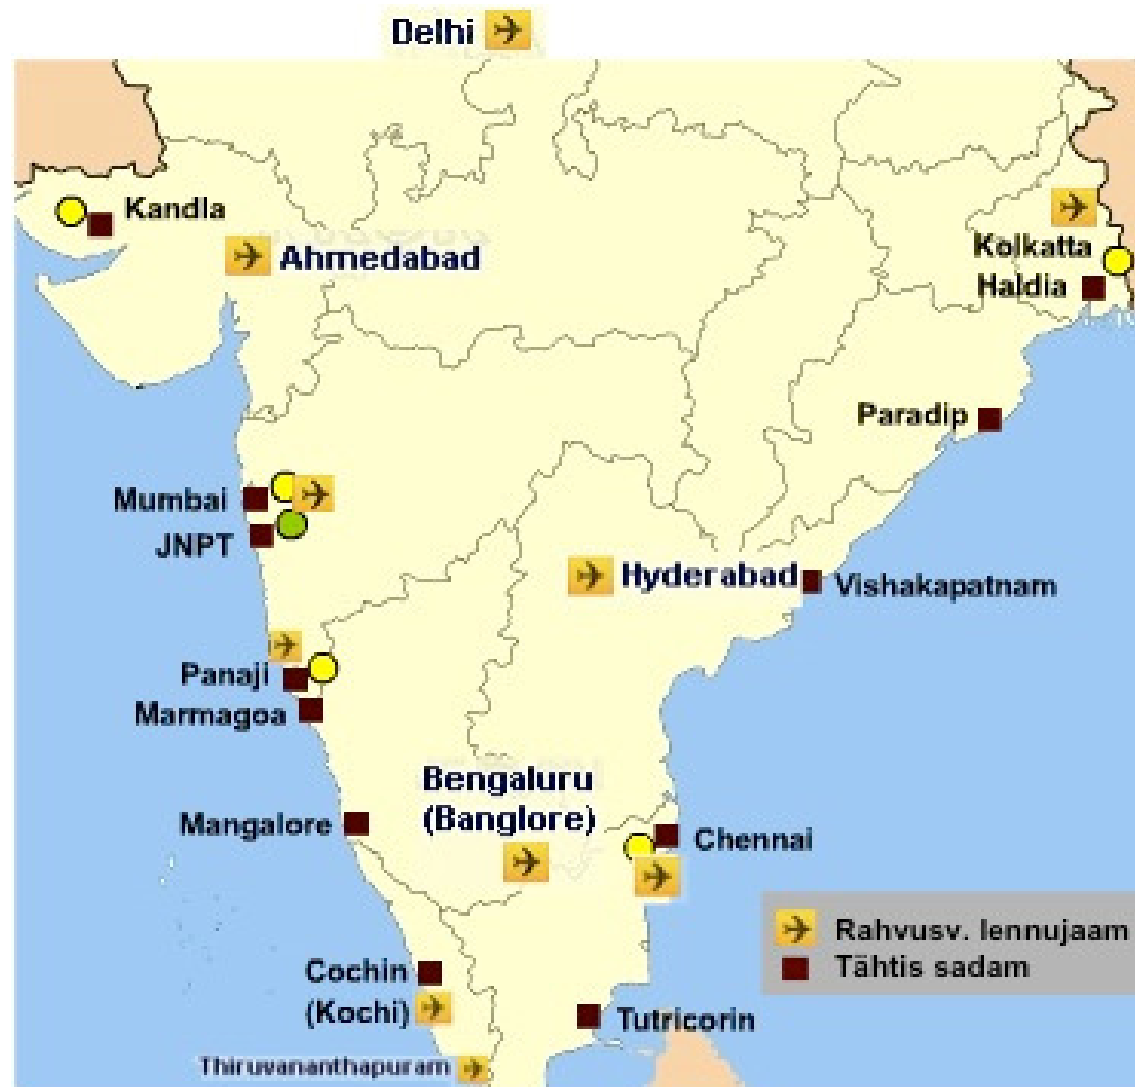 Delhi
Kandla
Ahmedabad
Kolkatta
Haldia
Paradip
Mumbai
JNPT
Hyderabad
Vishakapatnam
Panaji
Marmagoa
Bengaluru
(Banglore)
Mangalore
Chennai
Rahvusv. lennujaam
Tähtis sadam
Cochin
(Kochi)
Tutricorin
Thiruvananthapuram